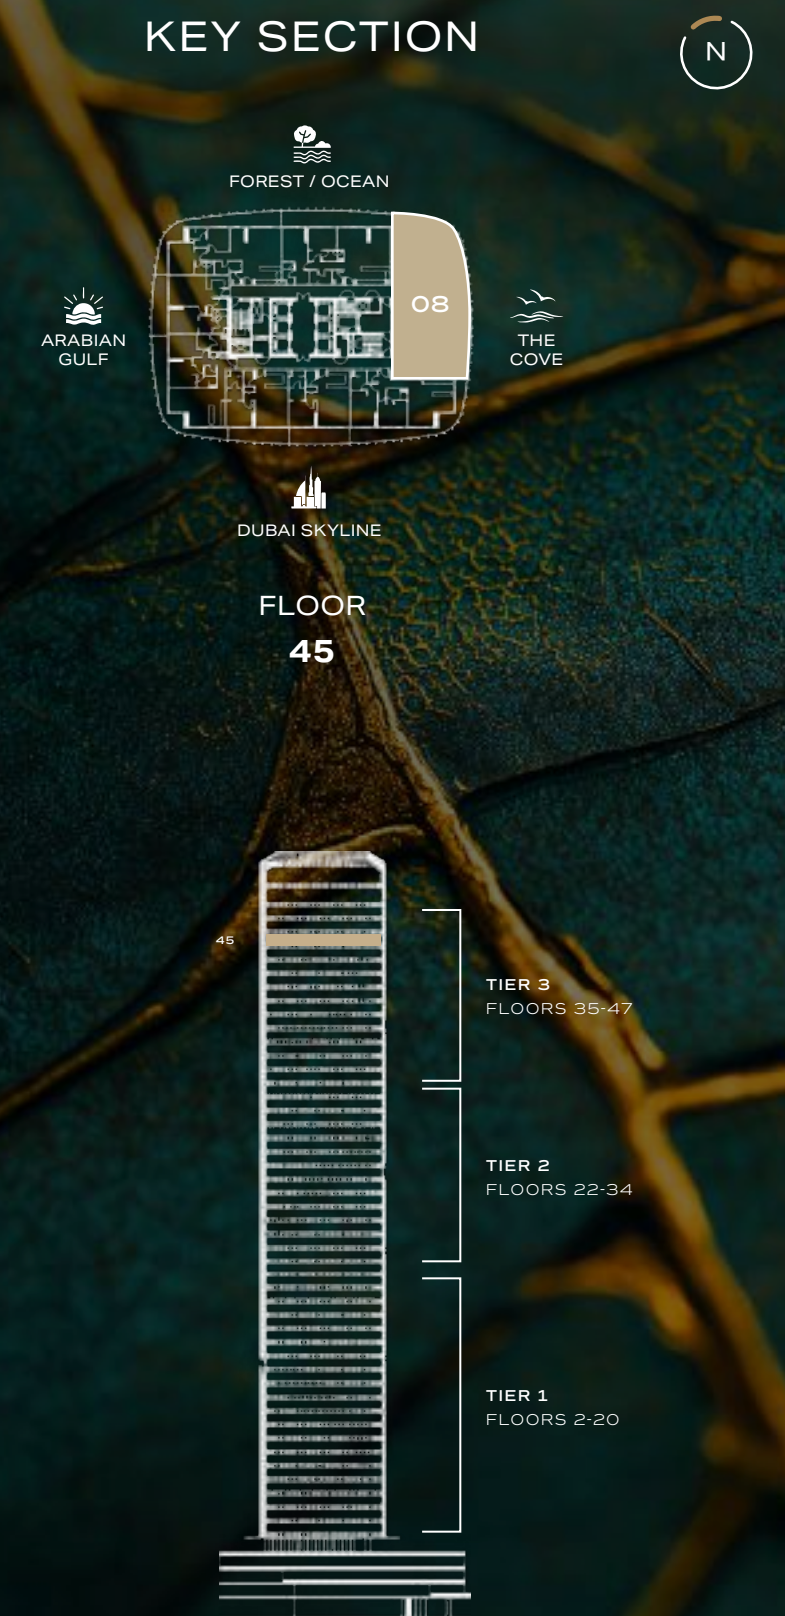 KEY SECTION
N
FOREST / OCEAN
08
ARABIAN
GULF
THE
COVE
DUBAI SKYLINE
FLOOR
45
45
TIER 3
FLOORS 35-47
TIER 2
FLOORS 22-34
TIER 1
FLOORS 2-20